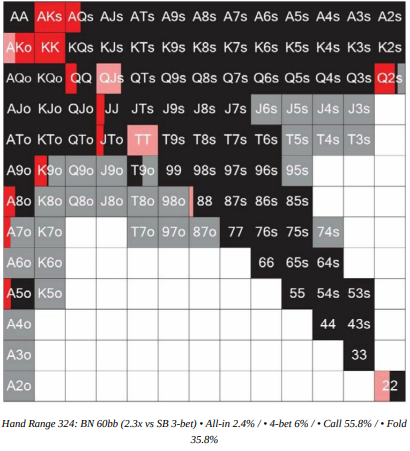 AA AKs AQs AJs ATs A9s A8s A7s A6s A5s A4s A3s A2s
AKo KK KQs KJs KTs K9s K8s K7s K6s K5s K4s K3s K2s
AQo KQo QQ QJs QTs Q9s Q8s Q7s Q6s Q5s Q4s Q3s Q2s
AJo KJo QJo JJ JTs J9s J8s J7s J6s J5s J4s J3s
ATo KTo QTo JTo TT T9s T8s T7s T6s T5s T4s T3s
A9o K9o Q9o J9o T9o 99 98s 97s 96s 95s
A8o K8o Q8o J8o T8o 98o 88 87s 86s 85s
A7o K7o T7o 97o 87o 77 76s 75s 74s
A6o K6o 66 65s 64s
A5o K5o 55 54s 53s
A4o 44 43s
A3o 33
A2o 22
Hand Range 324: BN 60bb (2.3x vs SB 3-bet) • All-in 2.4% / • 4-bet 6% / • Call 55.8% / • Fold
35.8%